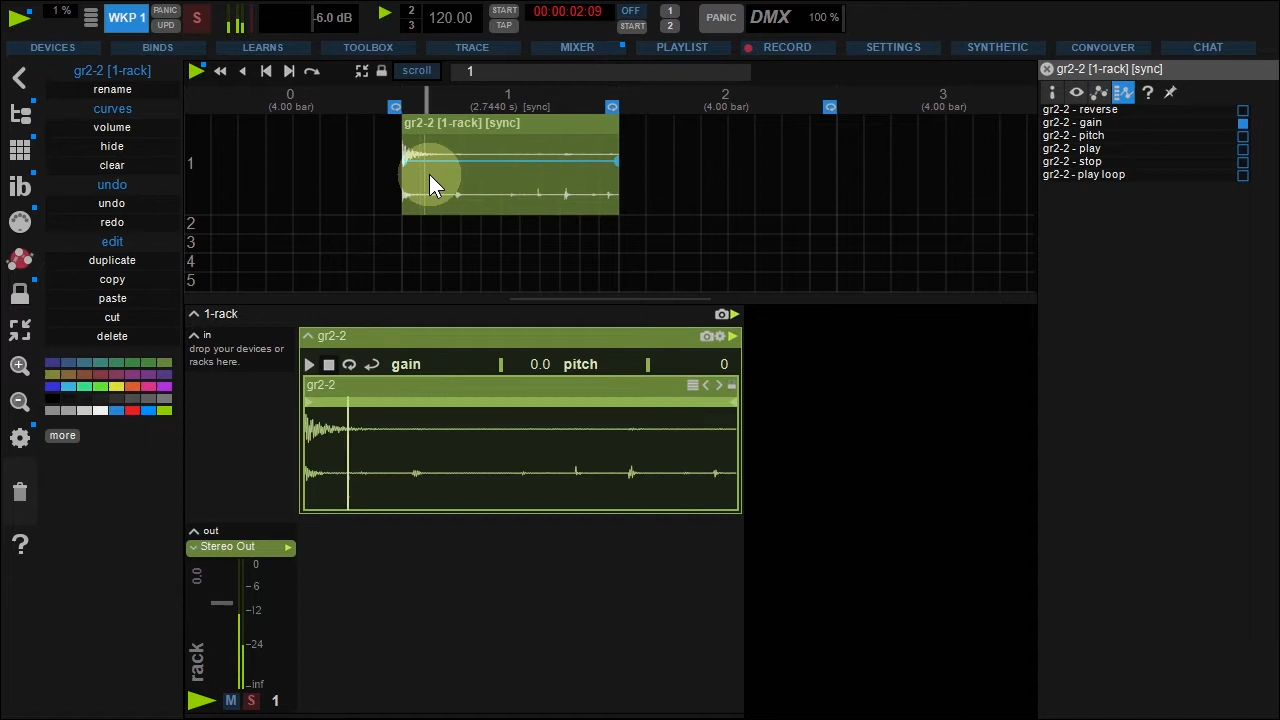 1 %
WKP 1
PANIC
UPD
S
-6.0 dB
2
3
120.00
START
TAP
00:00:02:09
OFF
START
1
2
PANIC
DMX
100 %
DEVICES
BINDS
LEARNS
TOOLBOX
TRACE
MIXER
PLAYLIST
RECORD
SETTINGS
SYNTHETIC
CONVOLVER
CHAT
gr2-2 [1-rack]
rename
curves
volume
hide
clear
undo
undo
redo
edit
duplicate
copy
paste
cut
delete
more
ib
?
scroll
1
0
(4.00 bar)
1
(2.7440 s) [sync]
2
(4.00 bar)
3
(4.00 bar)
gr2-2 [1-rack] [sync]
1
2
3
4
5
1-rack
in
drop your devices or
racks here.
gr2-2
gain
0.0
pitch
0
gr2-2
out
Stereo Out
0.0
0
-6
-12
-24
-inf
rack
M
S
1
gr2-2 [1-rack] [sync]
?
gr2-2 - reverse
gr2-2 - gain
gr2-2 - pitch
gr2-2 - play
gr2-2 - stop
gr2-2 - play loop